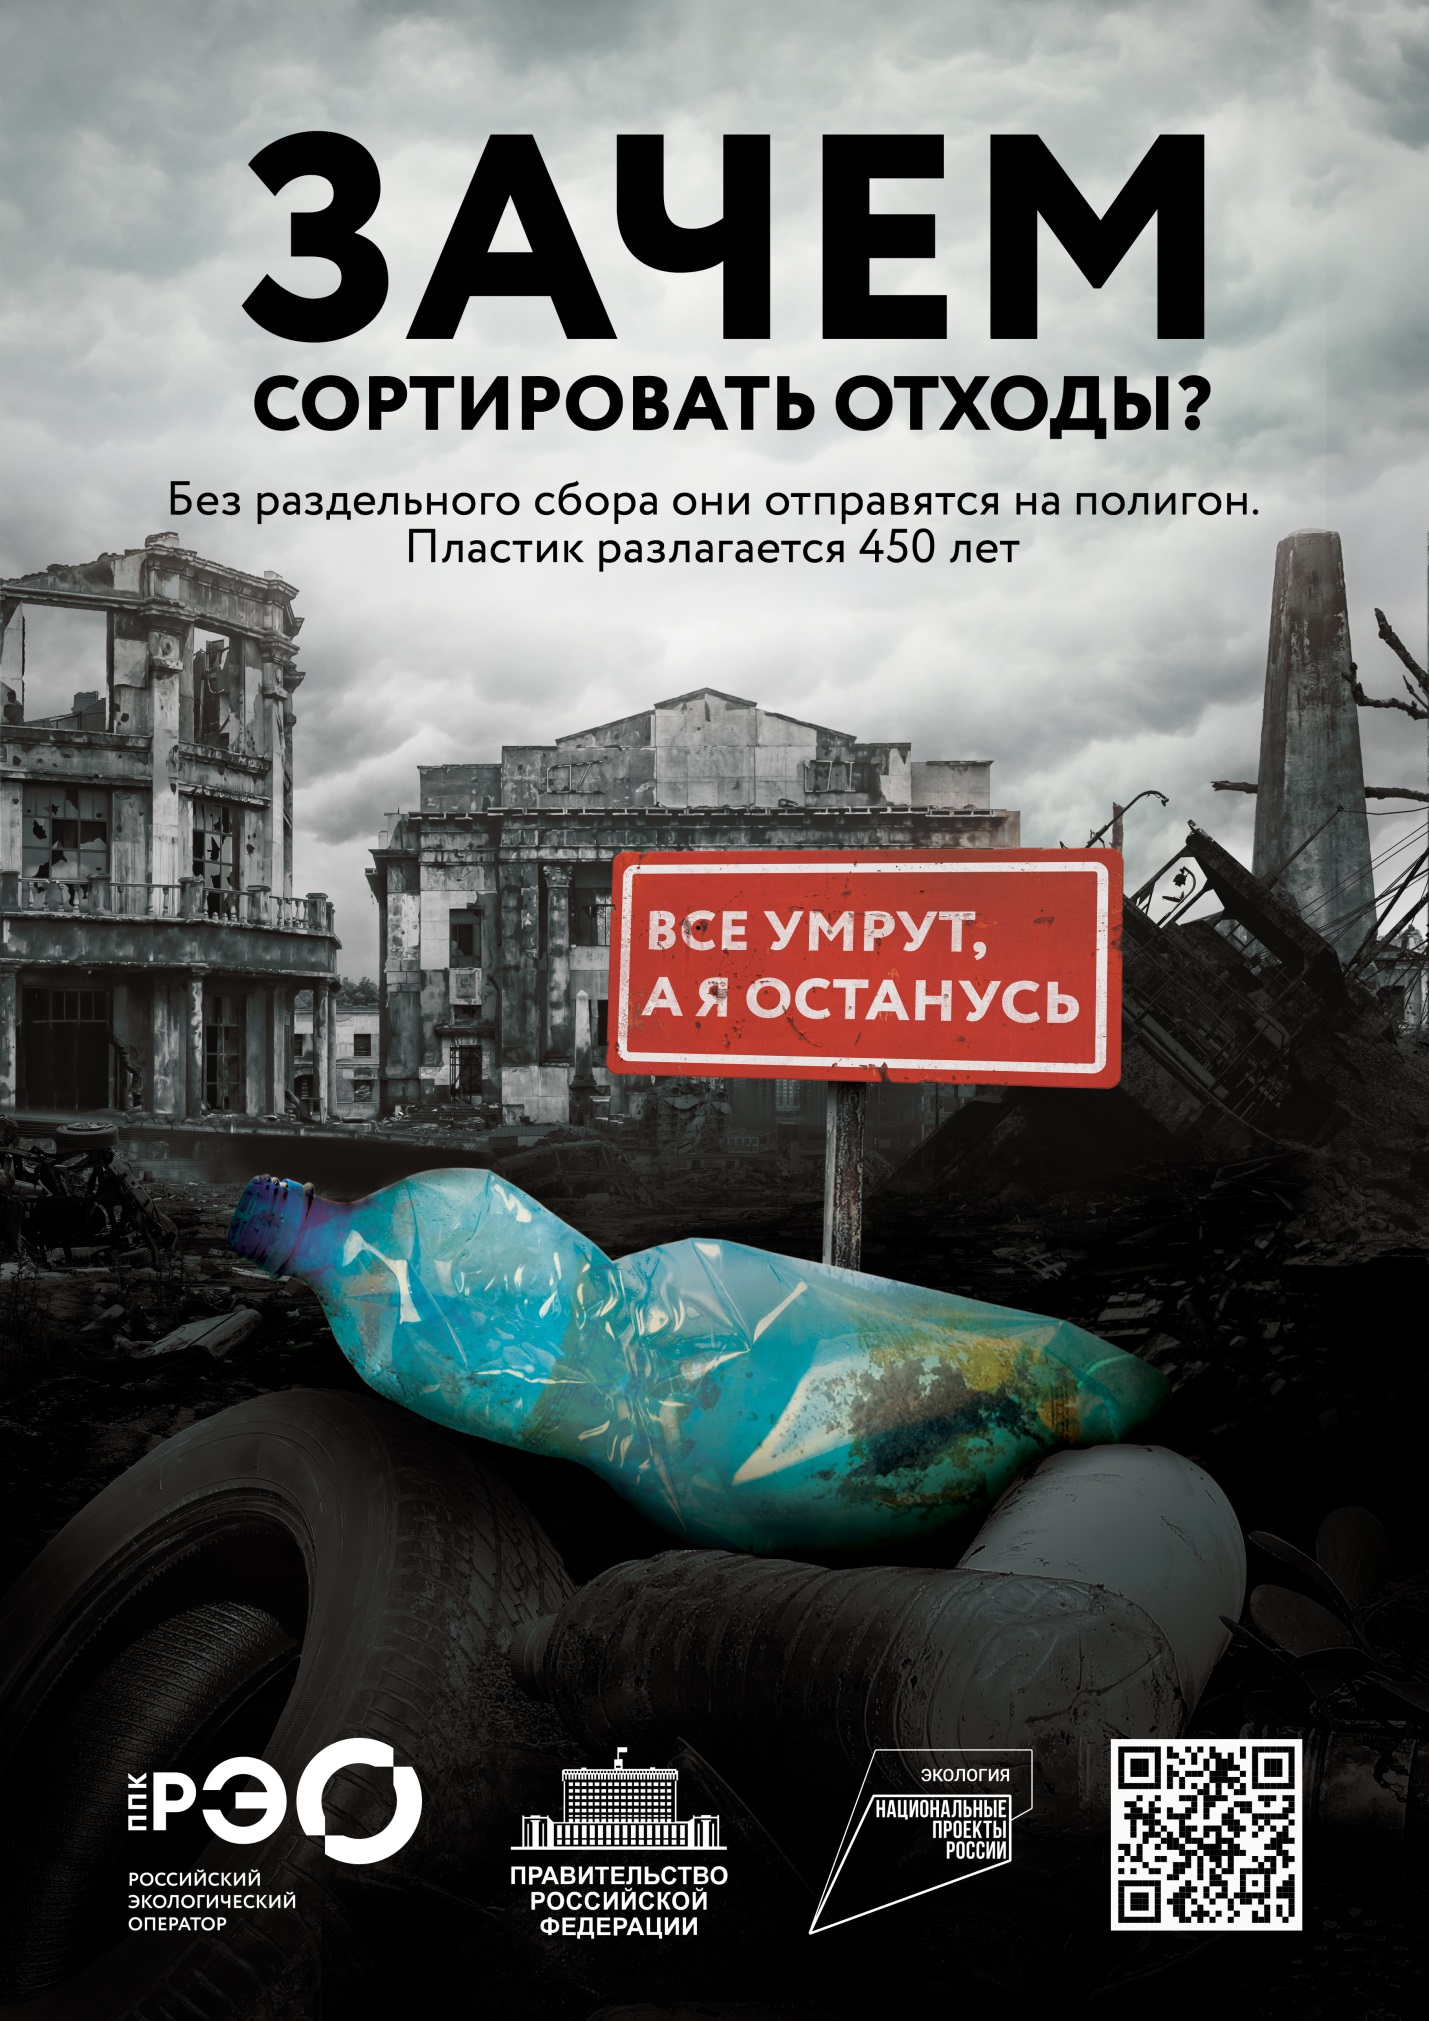 ЗАЧЕМ
СОРТИРОВАТЬ ОТХОДЫ?
Без раздельного сбора они отправятся на полигон.
Пластик разлагается 450 лет
ВСЕ УМРУТ,
А Я ОСТАНУСЬ
ППК РЭО
РОССИЙСКИЙ
ЭКОЛОГИЧЕСКИЙ
ОПЕРАТОР
ПРАВИТЕЛЬСТВО
РОССИЙСКОЙ
ФЕДЕРАЦИИ
ЭКОЛОГИЯ
НАЦИОНАЛЬНЫЕ
ПРОЕКТЫ
РОССИИ